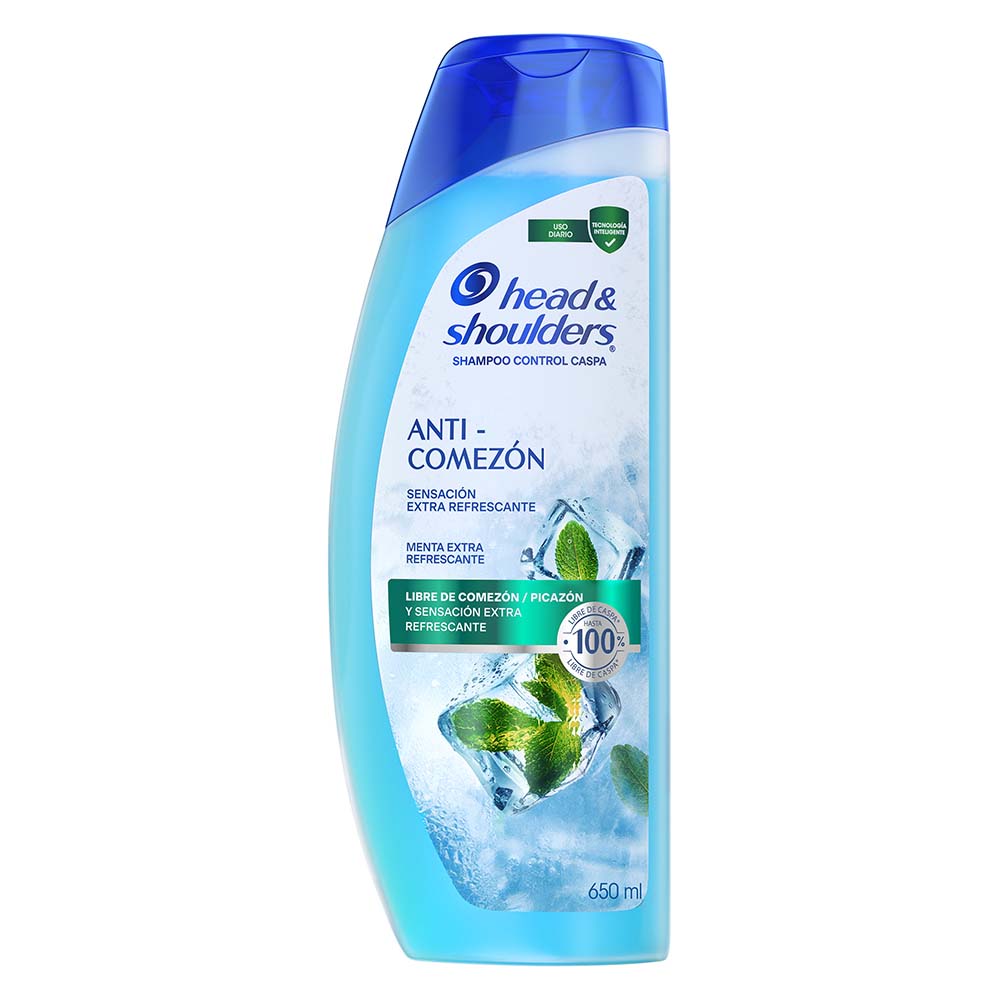 USO
DIARIO
TECNOLOGÍA
INTELIGENTE
head &
shoulders®
SHAMPOO CONTROL CASPA
ANTI -
COMEZÓN
SENSACIÓN
EXTRA REFRESCANTE
MENTA EXTRA
REFRESCANTE
LIBRE DE COMEZÓN / PICAZÓN
Y SENSACIÓN EXTRA
REFRESCANTE
LIBRE DE CASPA*
HASTA
100%
LIBRE DE CASPA*
650 ml